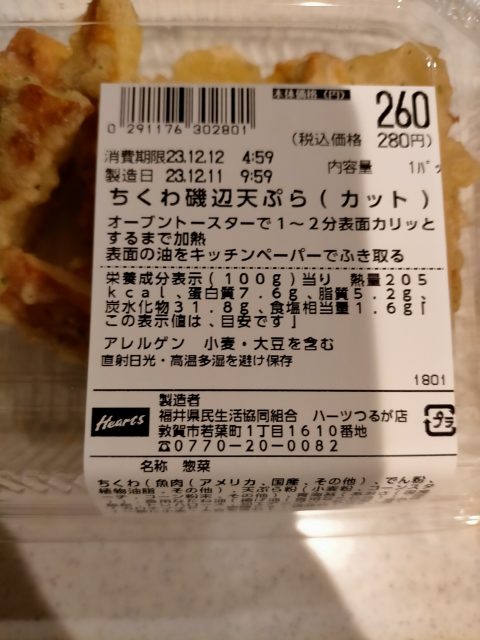 本体価格(円) 260
0 291176 302801
(税込価格 280円)
消費期限23.12.12 4:59
内容量 1パッ
製造日 23.12.11 9:59
ちくわ磯辺天ぷら(カット)
オーブントースターで1～2分表面カリッと
するまで加熱
表面の油をキッチンペーパーでふき取る
栄養成分表示(100g)当り 熱量205
kcal、蛋白質7.6g、脂質5.2g、
炭水化物31.8g、食塩相当量1.6g「
この表示値は、目安です」
アレルゲン 小麦・大豆を含む
直射日光・高温多湿を避け保存
1801
製造者
Hearts
福井県民生活協同組合 ハーツつるが店
敦賀市若葉町1丁目1610番地
☎0770-20-0082
プラ
名称 惣菜
ちくわ(魚肉(アメリカ、国産、その他)、でん粉、
植物油脂、その他)